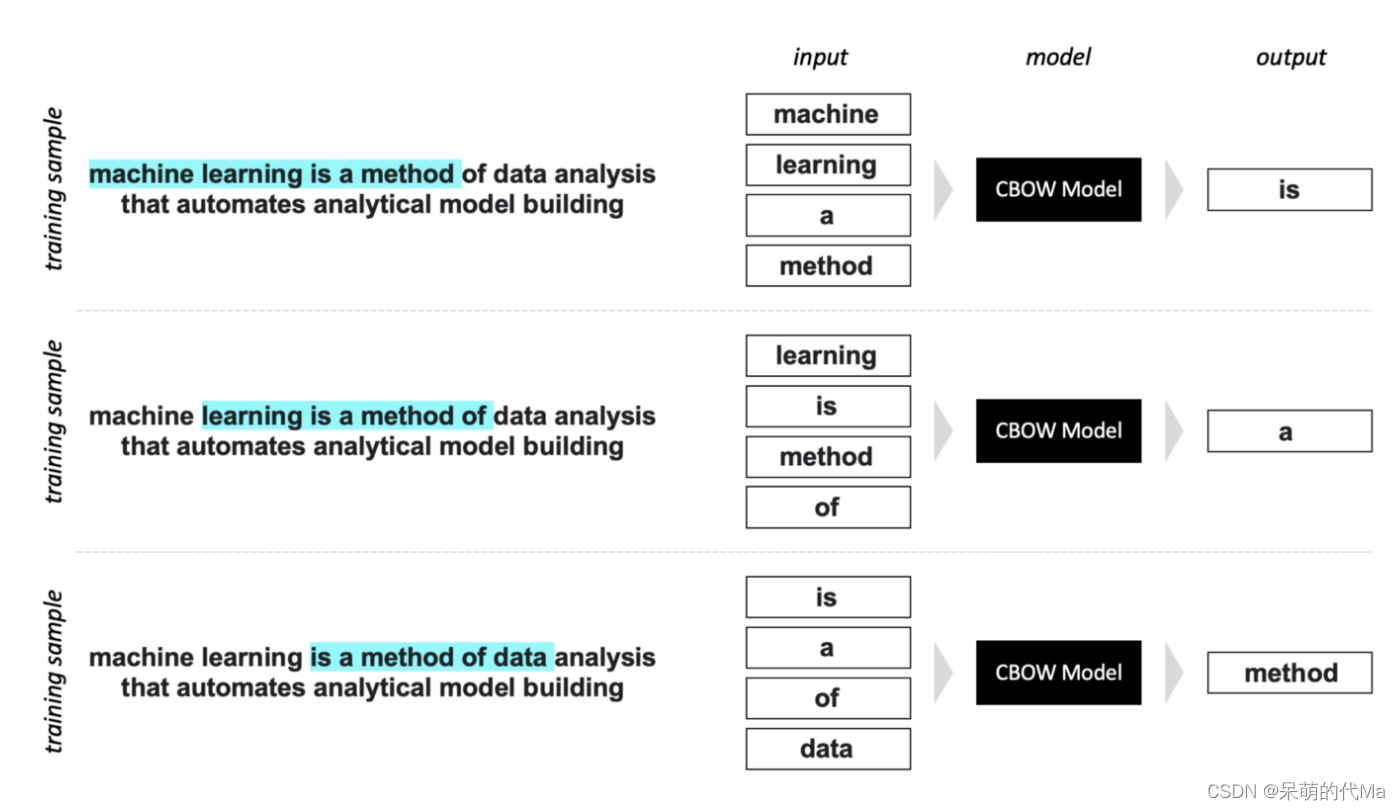 input model output
training sample
machine learning is a method of data analysis
that automates analytical model building
machine
learning
a
method
CBOW Model
is
training sample
machine learning is a method of data analysis
that automates analytical model building
learning
is
method
of
CBOW Model
a
training sample
machine learning is a method of data analysis
that automates analytical model building
is
a
of
data
CBOW Model
method
CSDN @呆萌的代Ma